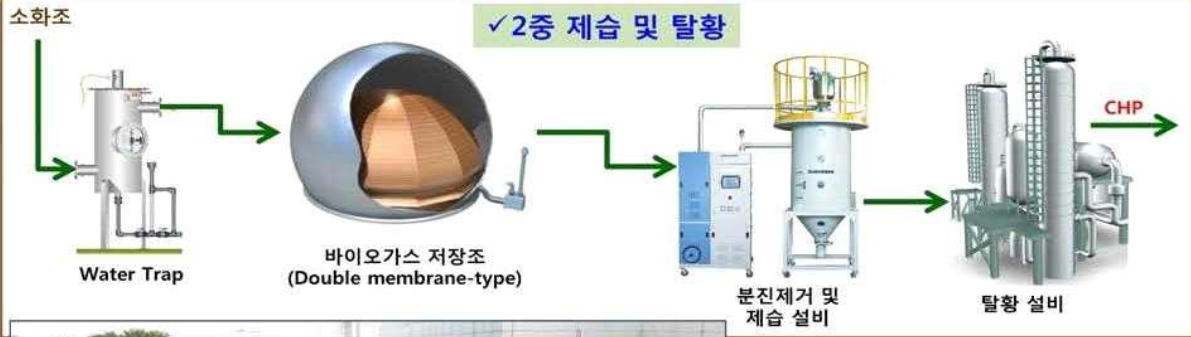 소화조
✓2중 제습 및 탈황
CHP
Water Trap
바이오가스 저장조
(Double membrane-type)
분진제거 및
제습 설비
탈황 설비